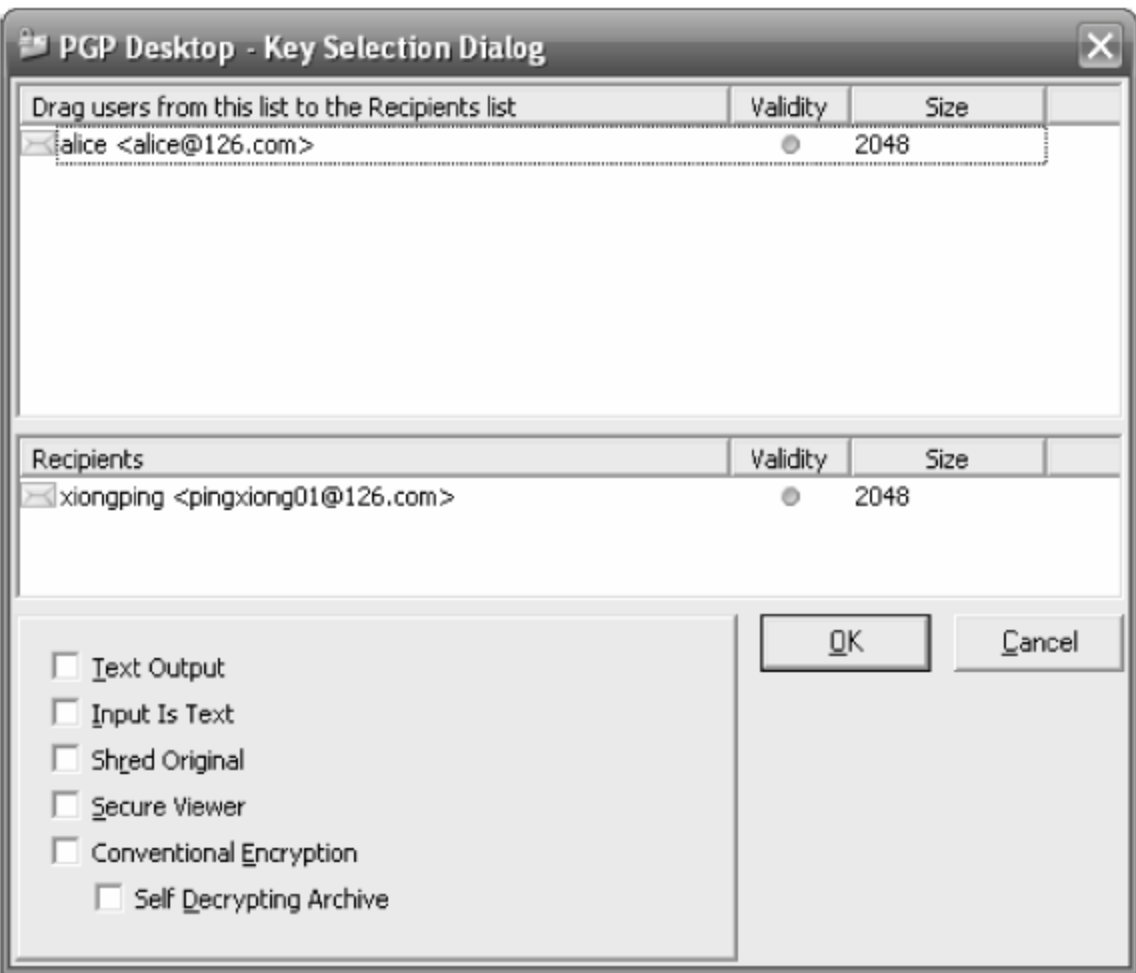 PGP Desktop - Key Selection Dialog
Drag users from this list to the Recipients list Validity Size
alice <alice@126.com> 2048
Recipients Validity Size
xiongping <pingxiong01@126.com> 2048
OK Cancel
Text Output
Input Is Text
Shred Original
Secure Viewer
Conventional Encryption
Self Decrypting Archive